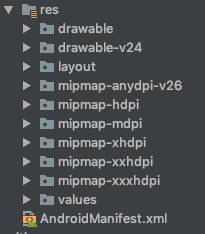 res
drawable
drawable-v24
layout
mipmap-anydpi-v26
mipmap-hdpi
mipmap-mdpi
mipmap-xhdpi
mipmap-xxhdpi
mipmap-xxxhdpi
values
AndroidManifest.xml